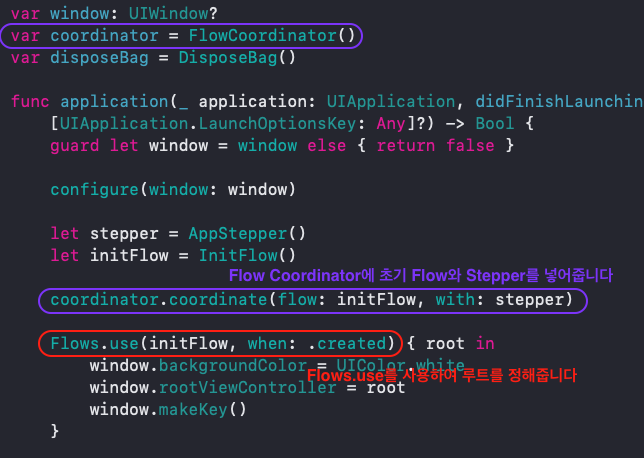 var window: UIWindow?
var coordinator = FlowCoordinator()
var disposeBag = DisposeBag()
func application(_ application: UIApplication, didFinishLaunchin
[UIApplication.LaunchOptionsKey: Any]?) -> Bool {
guard let window = window else { return false }
configure(window: window)
let stepper = AppStepper()
let initFlow = InitFlow()
Flow Coordinator에 초기 Flow와 Stepper를 넣어줍니다
coordinator.coordinate(flow: initFlow, with: stepper)
Flows.use(initFlow, when: .created) { root in
window.backgroundColor = UIColor.white
Flows.use를 사용하여 루트를 정해줍니다
window.rootViewController = root
window.makeKey()
}